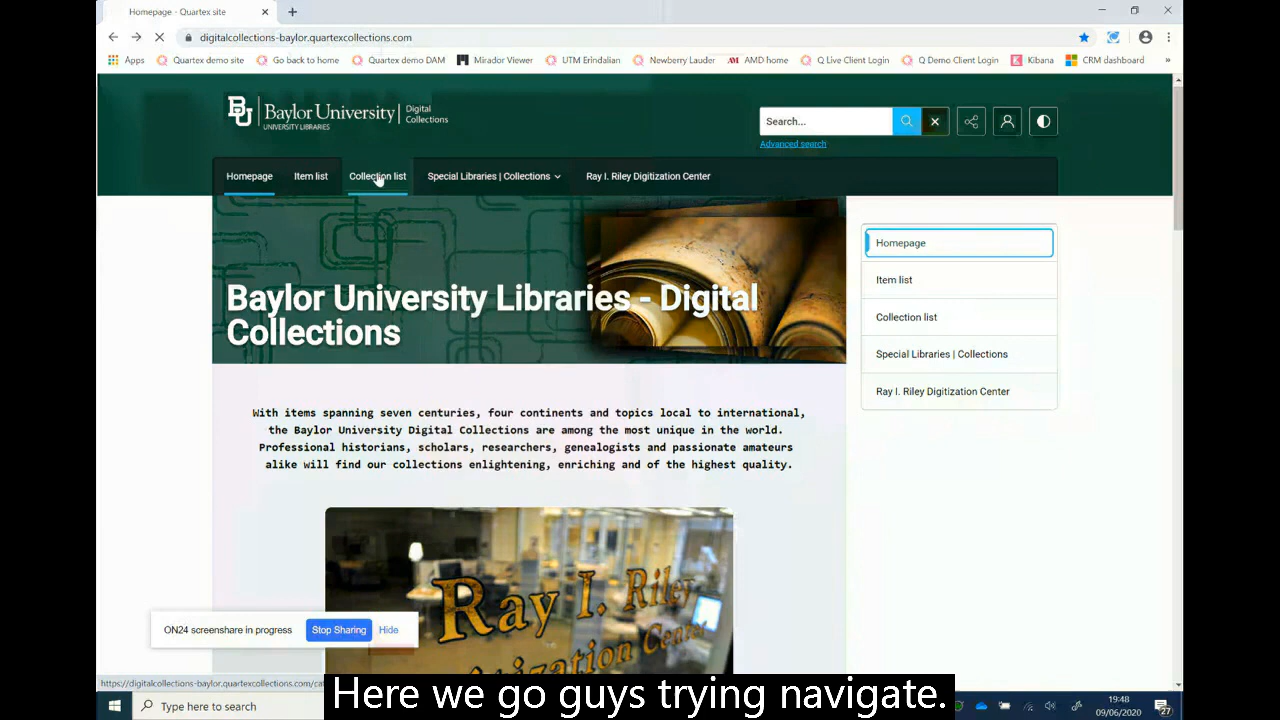 Homepage - Quartex site
digitalcollections-baylor.quartexcollections.com
Apps Quartex demo site Go back to home Quartex demo DAM Mirador Viewer UTM Erindalian Newberry Lauder AMD home Q Live Client Login Q Demo Client Login Kibana CRM dashboard »
BU Baylor University Digital Collections
UNIVERSITY LIBRARIES
Search...
Advanced search
Homepage Item list Collection list Special Libraries | Collections Ray I. Riley Digitization Center
Baylor University Libraries - Digital
Collections
Homepage
Item list
Collection list
Special Libraries | Collections
Ray I. Riley Digitization Center
With items spanning seven centuries, four continents and topics local to international,
the Baylor University Digital Collections are among the most unique in the world.
Professional historians, scholars, researchers, genealogists and passionate amateurs
alike will find our collections enlightening, enriching and of the highest quality.
Ray I. Riley
ON24 screenshare in progress Stop Sharing Hide
Here we go guys trying navigate.
Type here to search
19:48
09/06/2020
27